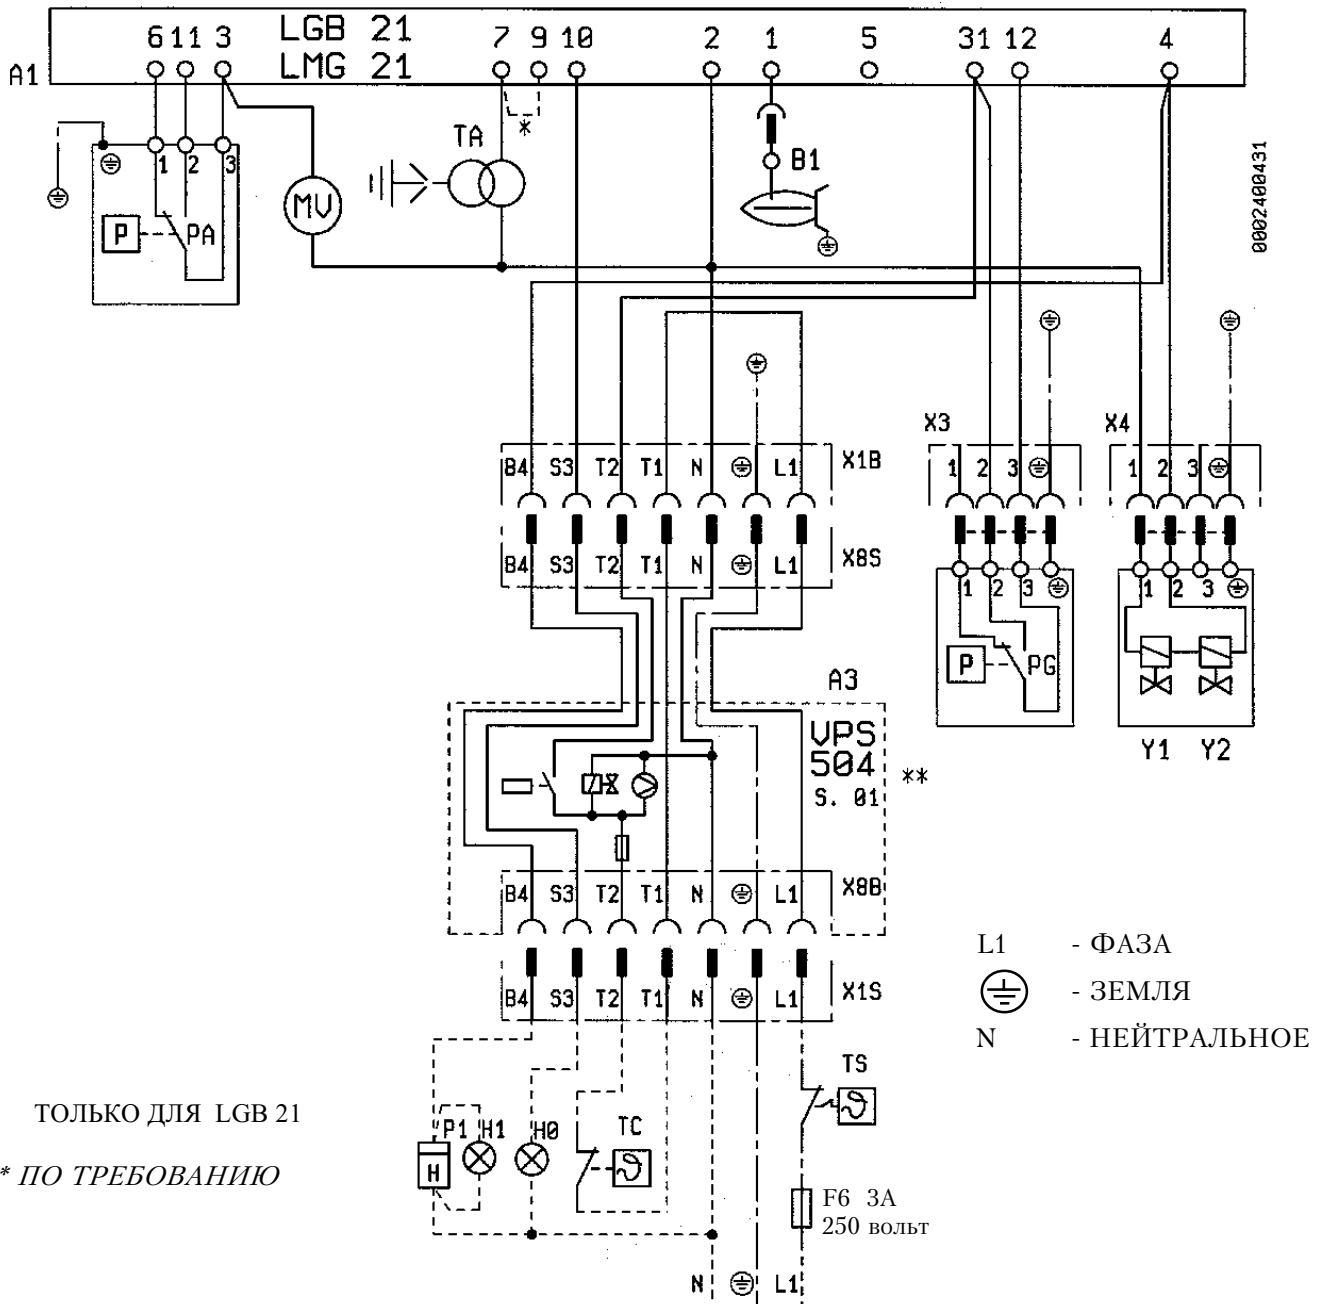 LGB 21
6 11 3 7 9 10 2 1 5 31 12 4
LMG 21
A1
*
TA
B1
0002400431
1 2 3
MV
P PA
X3 X4
B4 S3 T2 T1 N L1 X1B
1 2 3
1 2 3
B4 S3 T2 T1 N L1 X8S
1 2 3
1 2 3
P PG
A3
VPS
504
S. 01
**
Y1 Y2
B4 S3 T2 T1 N L1 X8B
B4 S3 T2 T1 N L1 X1S
L1 - ФАЗА
- ЗЕМЛЯ
N - НЕЙТРАЛЬНОЕ
TS
ТОЛЬКО ДЛЯ LGB 21
* ПО ТРЕБОВАНИЮ
P1 H1 H0 TC
H
F6 3A
250 вольт
N L1